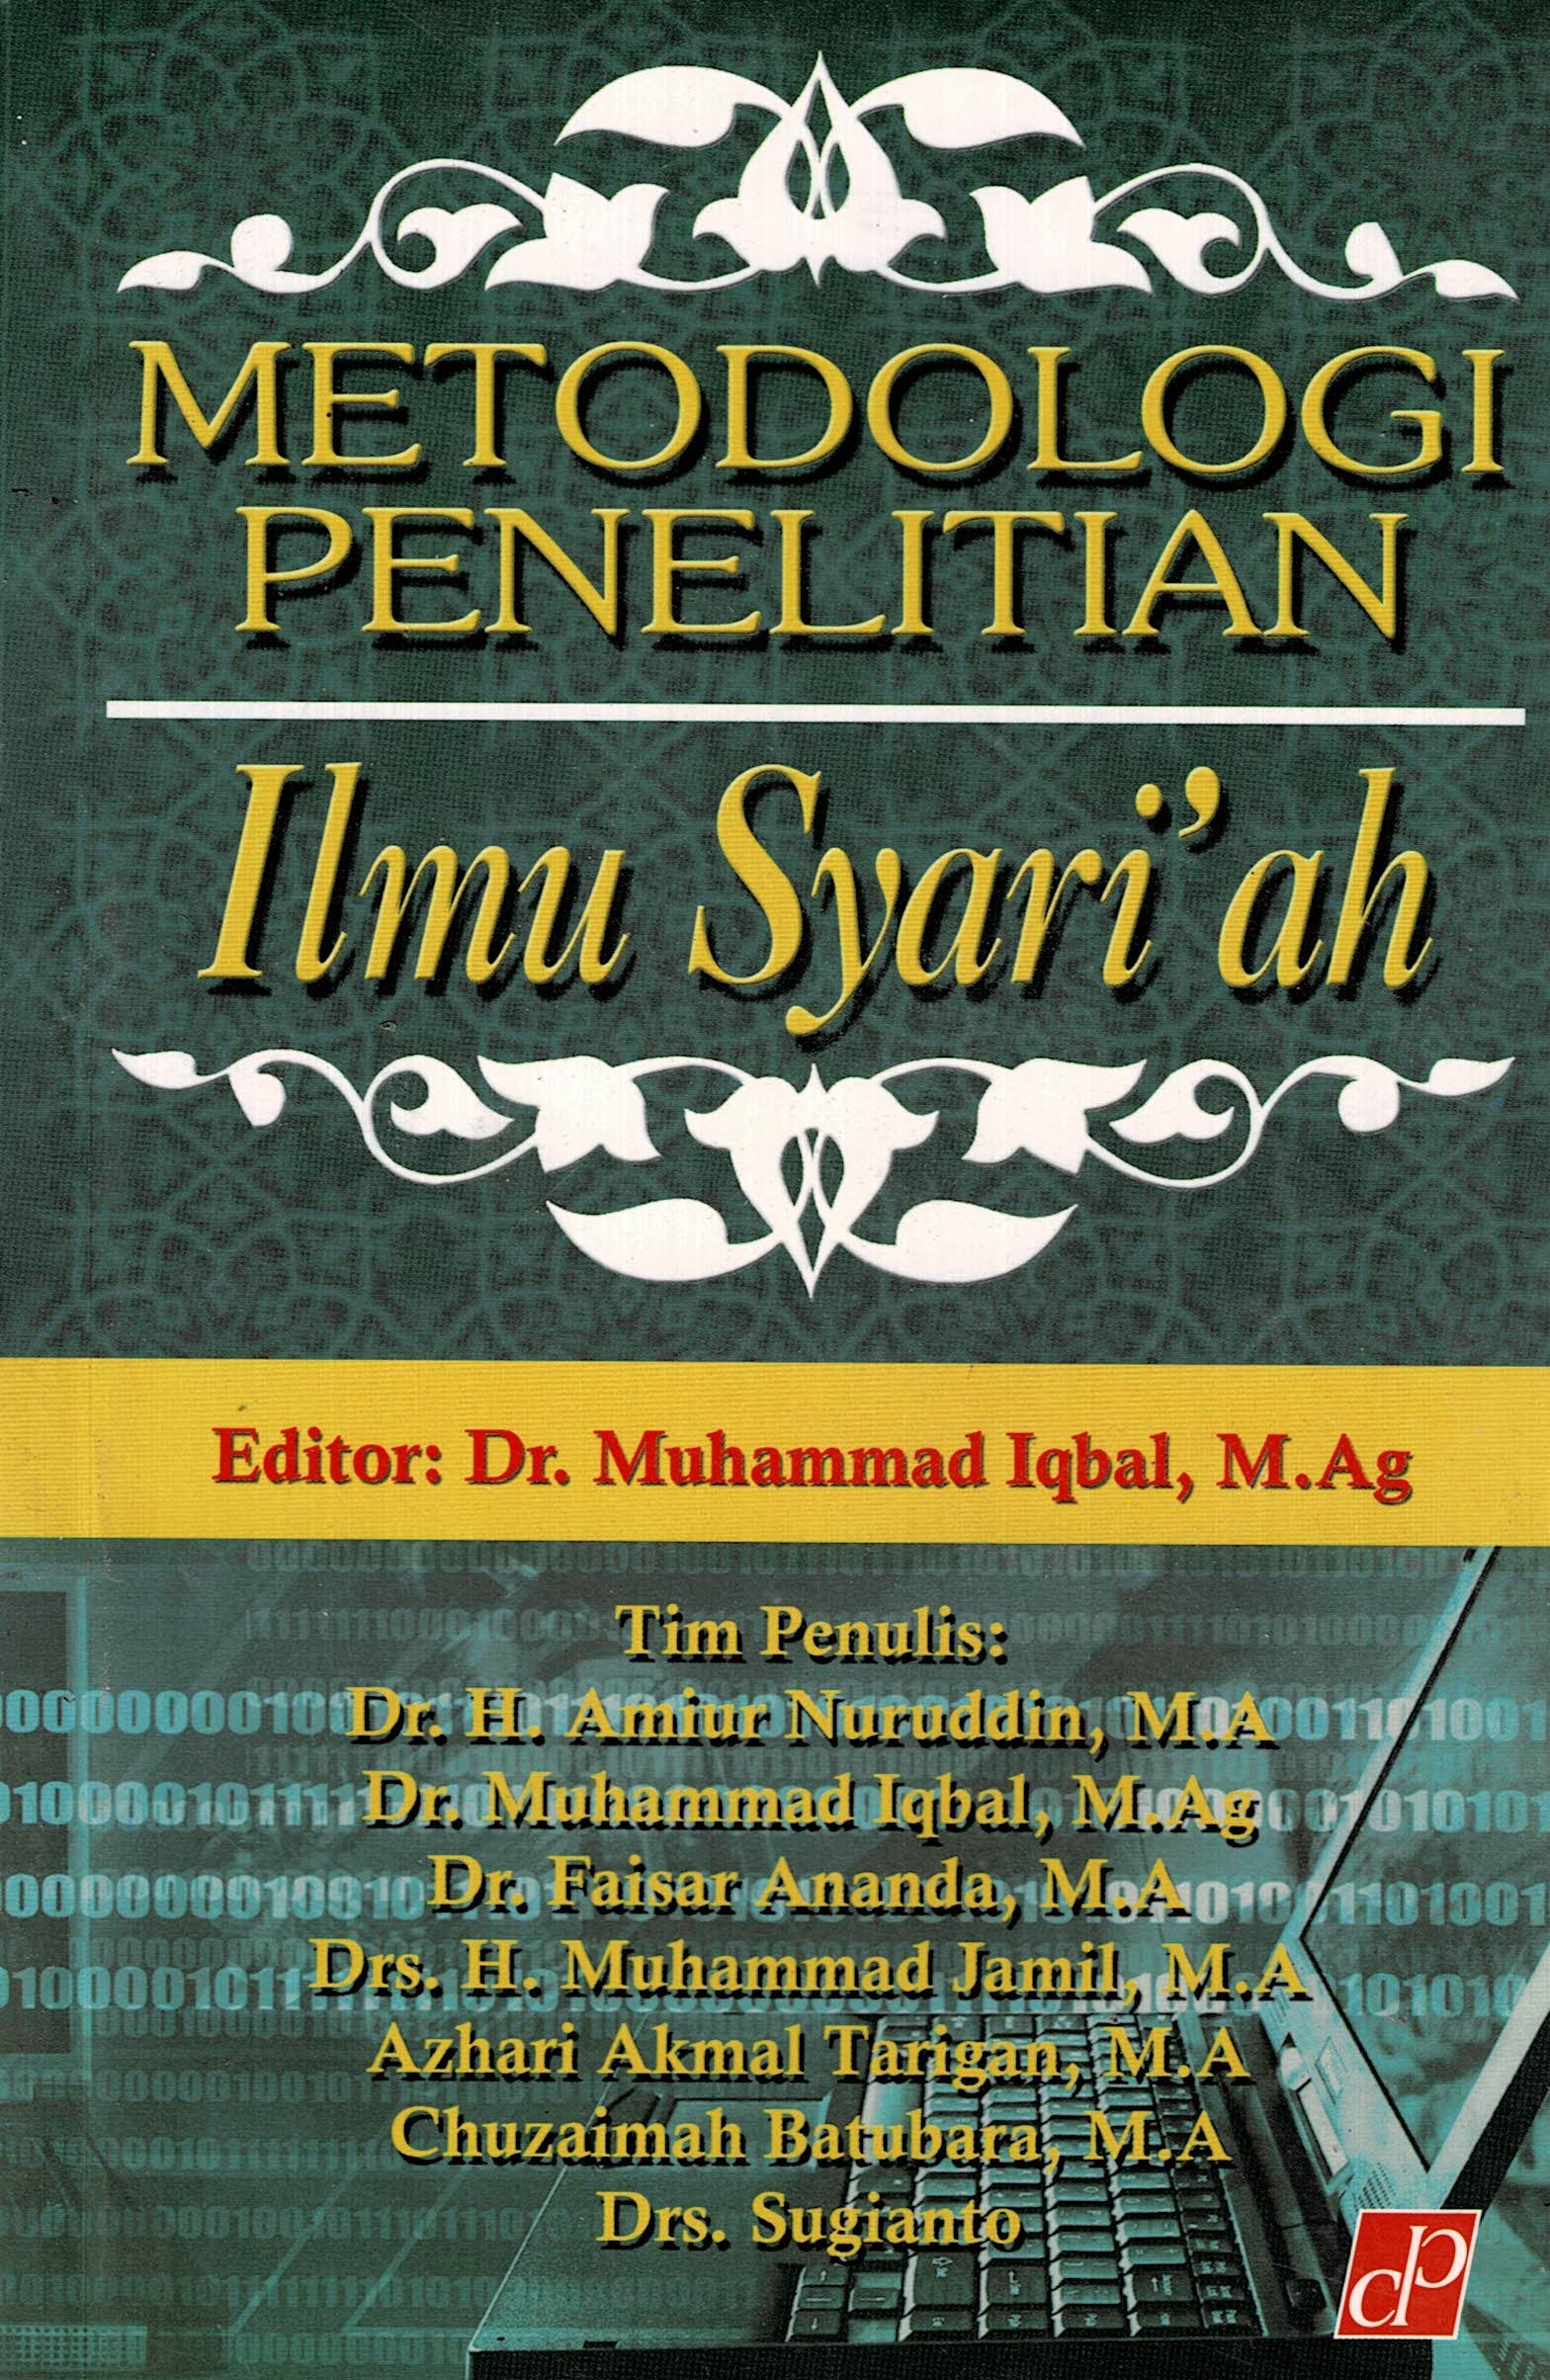 METODOLOGI
PENELITIAN
Ilmu Syari'ah
Editor: Dr. Muhammad Iqbal, M.Ag
Tim Penulis:
Dr. H. Amiur Nuruddin, M.A
Dr. Muhammad Iqbal, M.Ag
Dr. Faisar Ananda, M.A
Drs. H. Muhammad Jamil, M.A
Azhari Akmal Tarigan, M.A
Chuzaimah Batubara, M.A
Drs. Sugianto